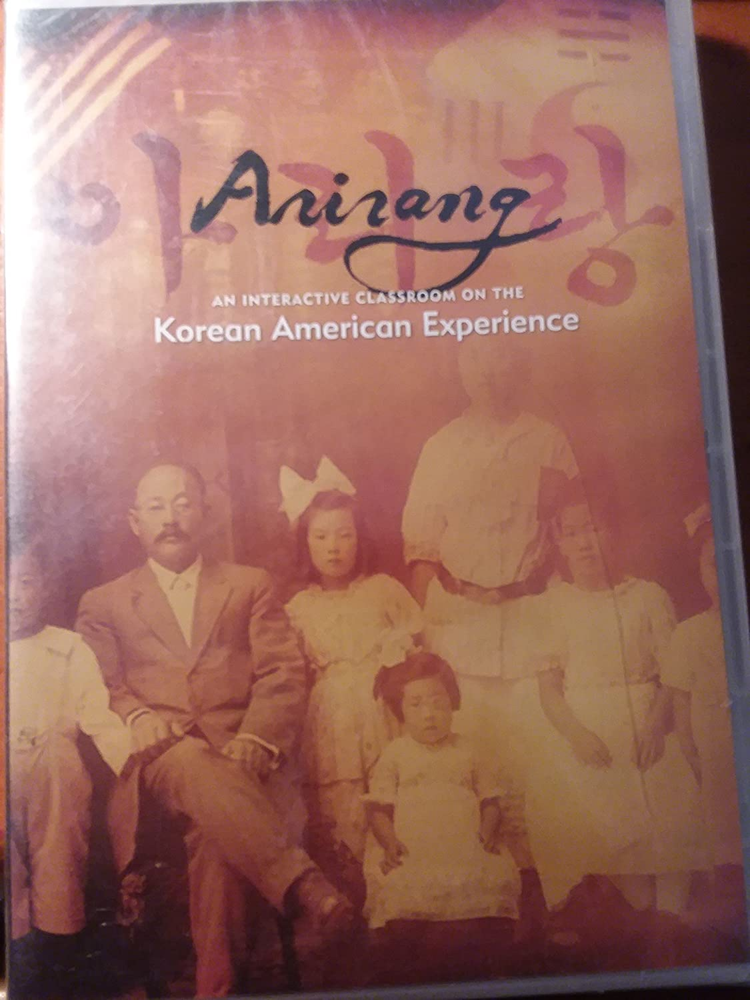 아리랑
Arirang
AN INTERACTIVE CLASSROOM ON THE
Korean American Experience